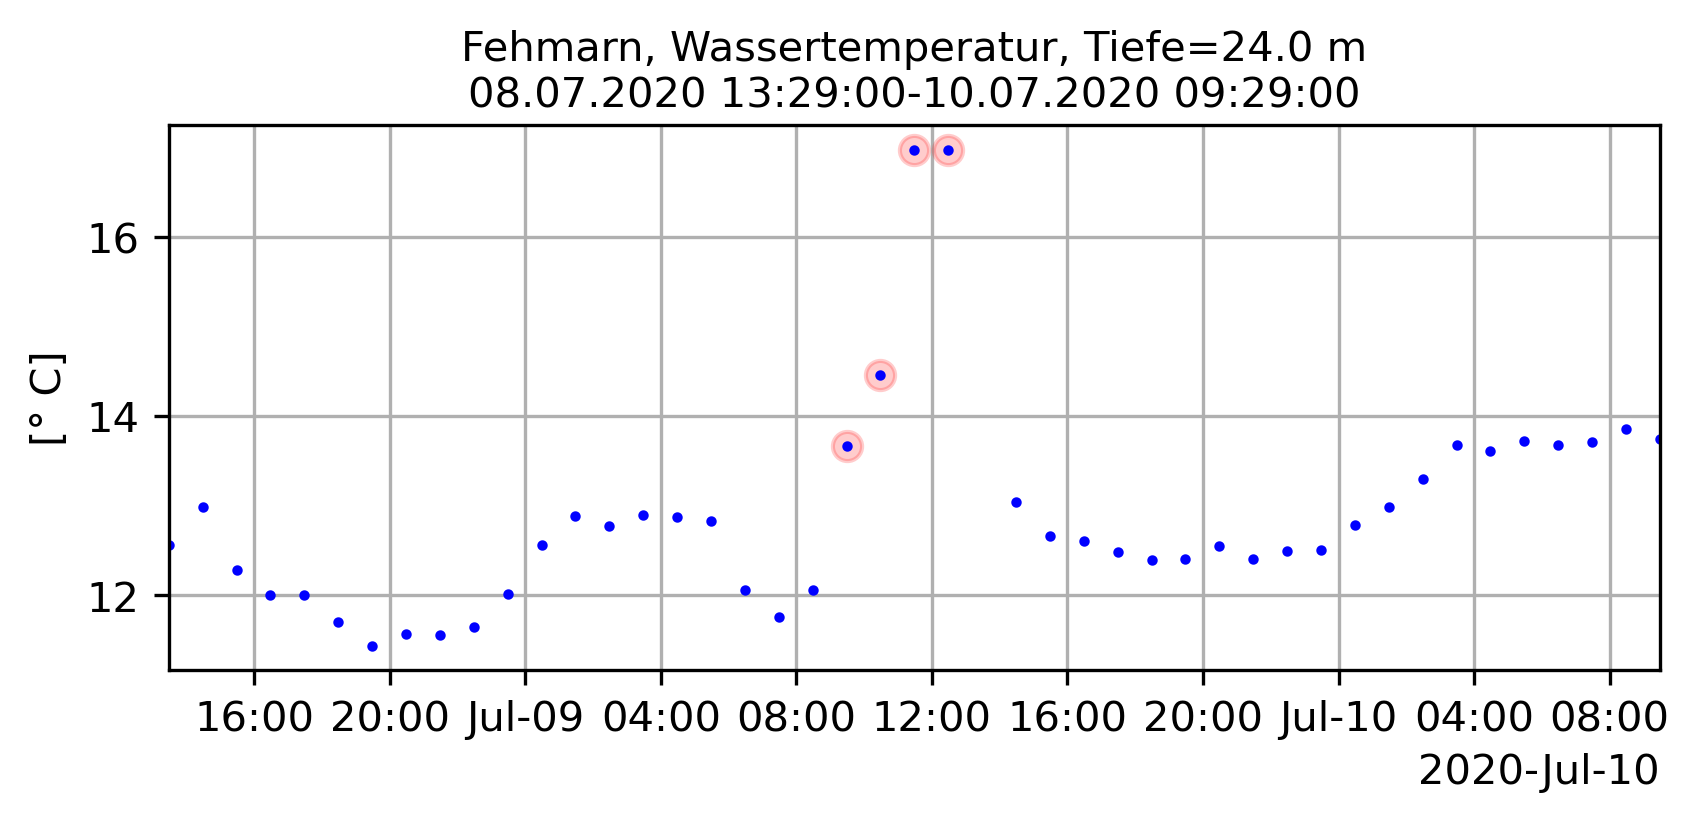 Fehmarn, Wassertemperatur, Tiefe=24.0 m
08.07.2020 13:29:00-10.07.2020 09:29:00
[° C]
16
14
12
16:00 20:00 Jul-09 04:00 08:00 12:00 16:00 20:00 Jul-10 04:00 08:00
2020-Jul-10